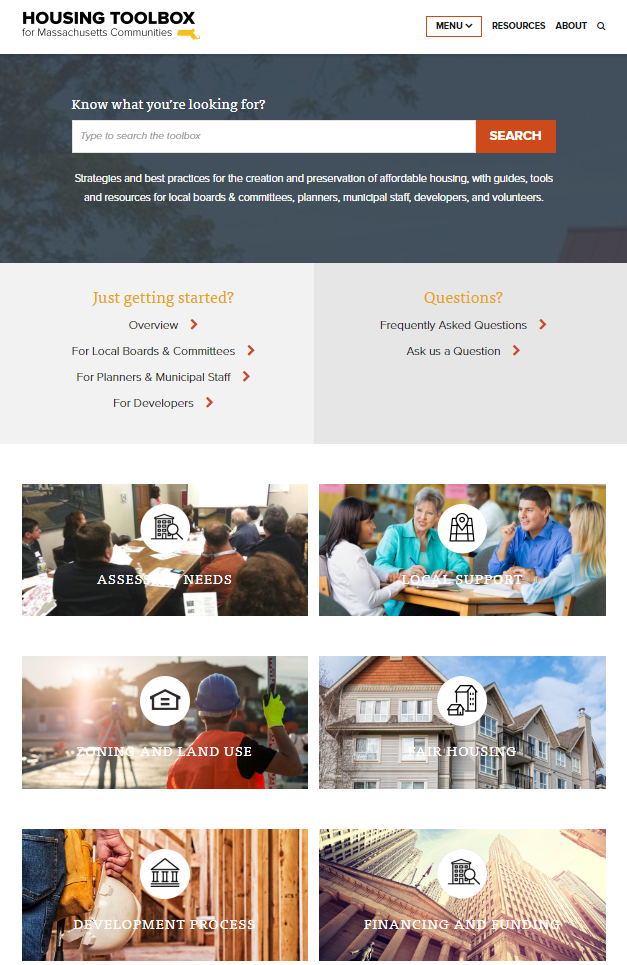 HOUSING TOOLBOX
for Massachusetts Communities
MENU
RESOURCES
ABOUT
Know what you're looking for?
Type to search the toolbox
SEARCH
Strategies and best practices for the creation and preservation of affordable housing, with guides, tools
and resources for local boards & committees, planners, municipal staff, developers, and volunteers.
Just getting started?
Overview
For Local Boards & Committees
For Planners & Municipal Staff
For Developers
Questions?
Frequently Asked Questions
Ask us a Question
ASSESSING NEEDS
LOCAL SUPPORT
ZONING AND LAND USE
FAIR HOUSING
DEVELOPMENT PROCESS
FINANCING AND FUNDING